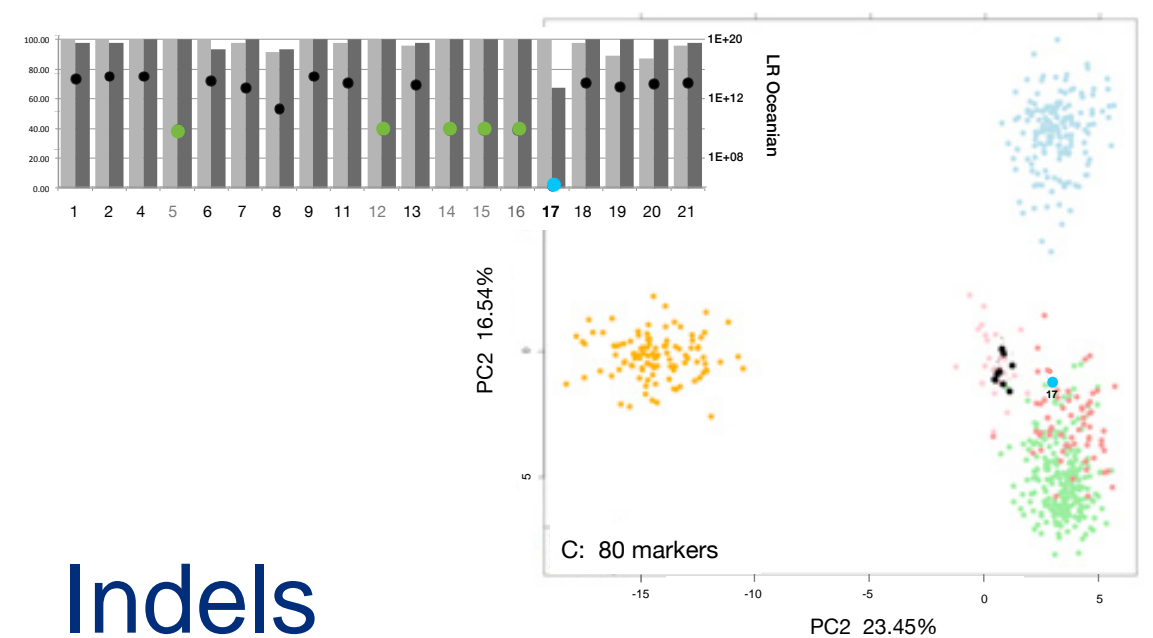 100.00
80.00
60.00
40.00
20.00
0.00
1E+20
1E+12
1E+08
LR Oceanian
1 2 4 5 6 7 8 9 11 12 13 14 15 16 17 18 19 20 21
PC2 16.54%
5
17
C: 80 markers
-15 -10 -5 0 5
PC2 23.45%
Indels